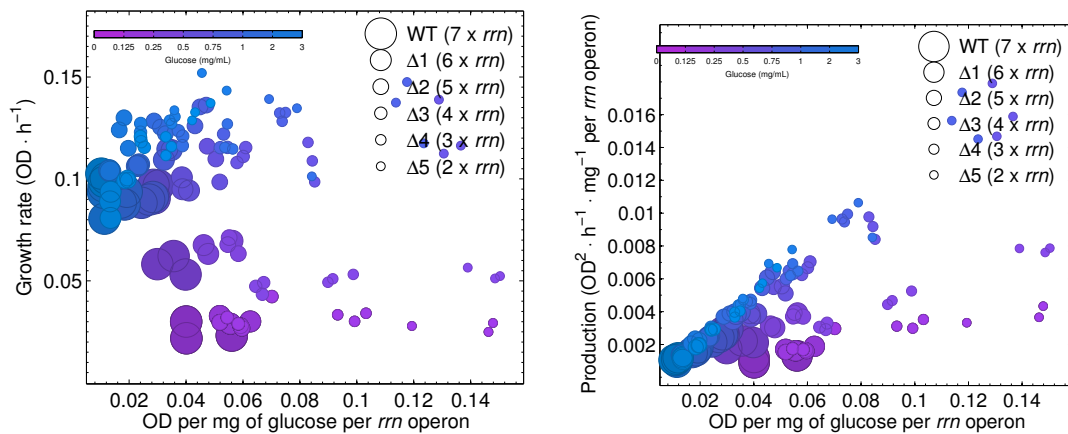 0 0.125 0.25 0.5 0.75 1 2 3
Glucose (mg/mL)
WT (7 x rrn)
Δ1 (6 x rrn)
Δ2 (5 x rrn)
Δ3 (4 x rrn)
Δ4 (3 x rrn)
Δ5 (2 x rrn)
Growth rate (OD · h⁻¹)
0.15
0.1
0.05
0.02 0.04 0.06 0.08 0.1 0.12 0.14
OD per mg of glucose per rrn operon
0 0.125 0.25 0.5 0.75 1 2 3
Glucose (mg/mL)
WT (7 x rrn)
Δ1 (6 x rrn)
Δ2 (5 x rrn)
Δ3 (4 x rrn)
Δ4 (3 x rrn)
Δ5 (2 x rrn)
Production (OD² · h⁻¹ · mg⁻¹ per rrn operon)
0.016
0.014
0.012
0.01
0.008
0.006
0.004
0.002
0.02 0.04 0.06 0.08 0.1 0.12 0.14
OD per mg of glucose per rrn operon